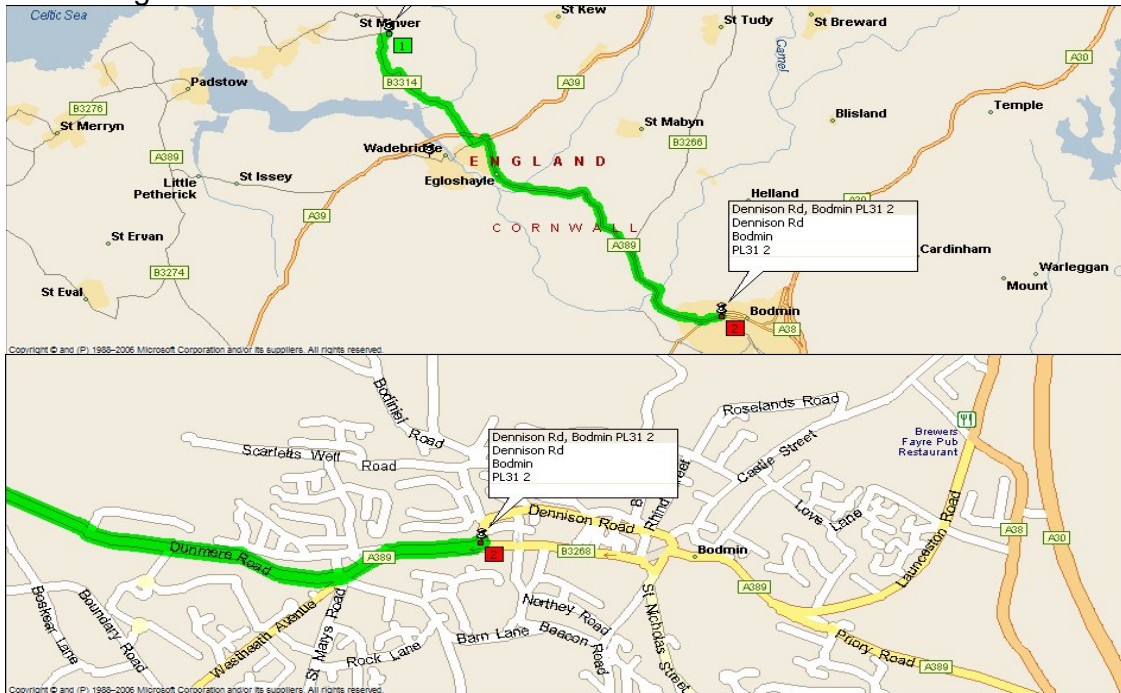 Celtic Sea
St Minver
1
St Kew
St Tudy
St Breward
Camel
A30
Padstow
B3314
A39
B3276
St Merryn
Temple
Blisland
St Mabyn
B3266
A389
Wadebridge
ENGLAND
Egloshayle
Little
Petherick
St Issey
Helland
A39
CORNWALL
A389
Dennison Rd, Bodmin PL31 2
Dennison Rd
Bodmin
PL31 2
St Ervan
B3274
St Eval
Cardinham
Warleggan
Mount
Bodmin
2
A38
Copyright © and (P) 1988–2006 Microsoft Corporation and/or its suppliers. All rights reserved.
Bodiniel Road
Roselands Road
Brewers
Fayre Pub
Restaurant
Scarletts Well Road
Dennison Rd, Bodmin PL31 2
Dennison Rd
Bodmin
PL31 2
Castle Street
Love Lane
Dennison Road
Launceston Road
A38
A30
Dunmere Road
A389
2
B3268
Bodmin
A389
Boskear Lane
Boundary Road
Westheath Avenue
St Marys Road
Rock Lane
Barn Lane
Northey Road
Beacon Road
St Nicholas Street
Priory Road
A389
Copyright © and (P) 1988–2006 Microsoft Corporation and/or its suppliers. All rights reserved.